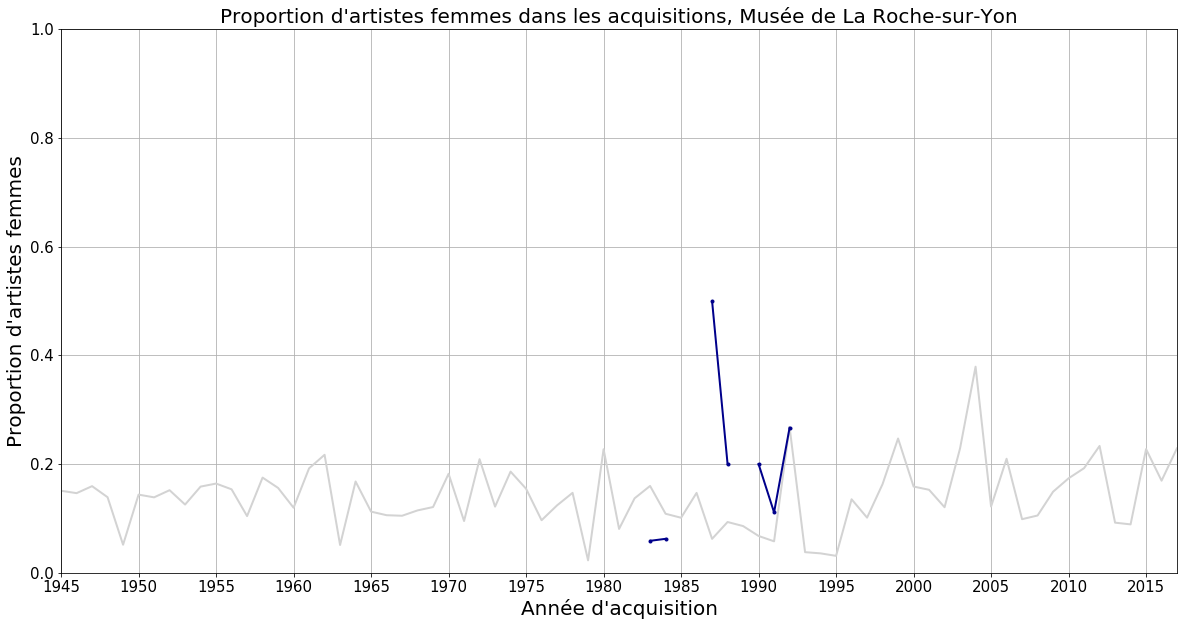 Proportion d'artistes femmes dans les acquisitions, Musée de La Roche-sur-Yon
1.0
0.8
0.6
0.4
0.2
0.0
Proportion d'artistes femmes
1945 1950 1955 1960 1965 1970 1975 1980 1985 1990 1995 2000 2005 2010 2015
Année d'acquisition